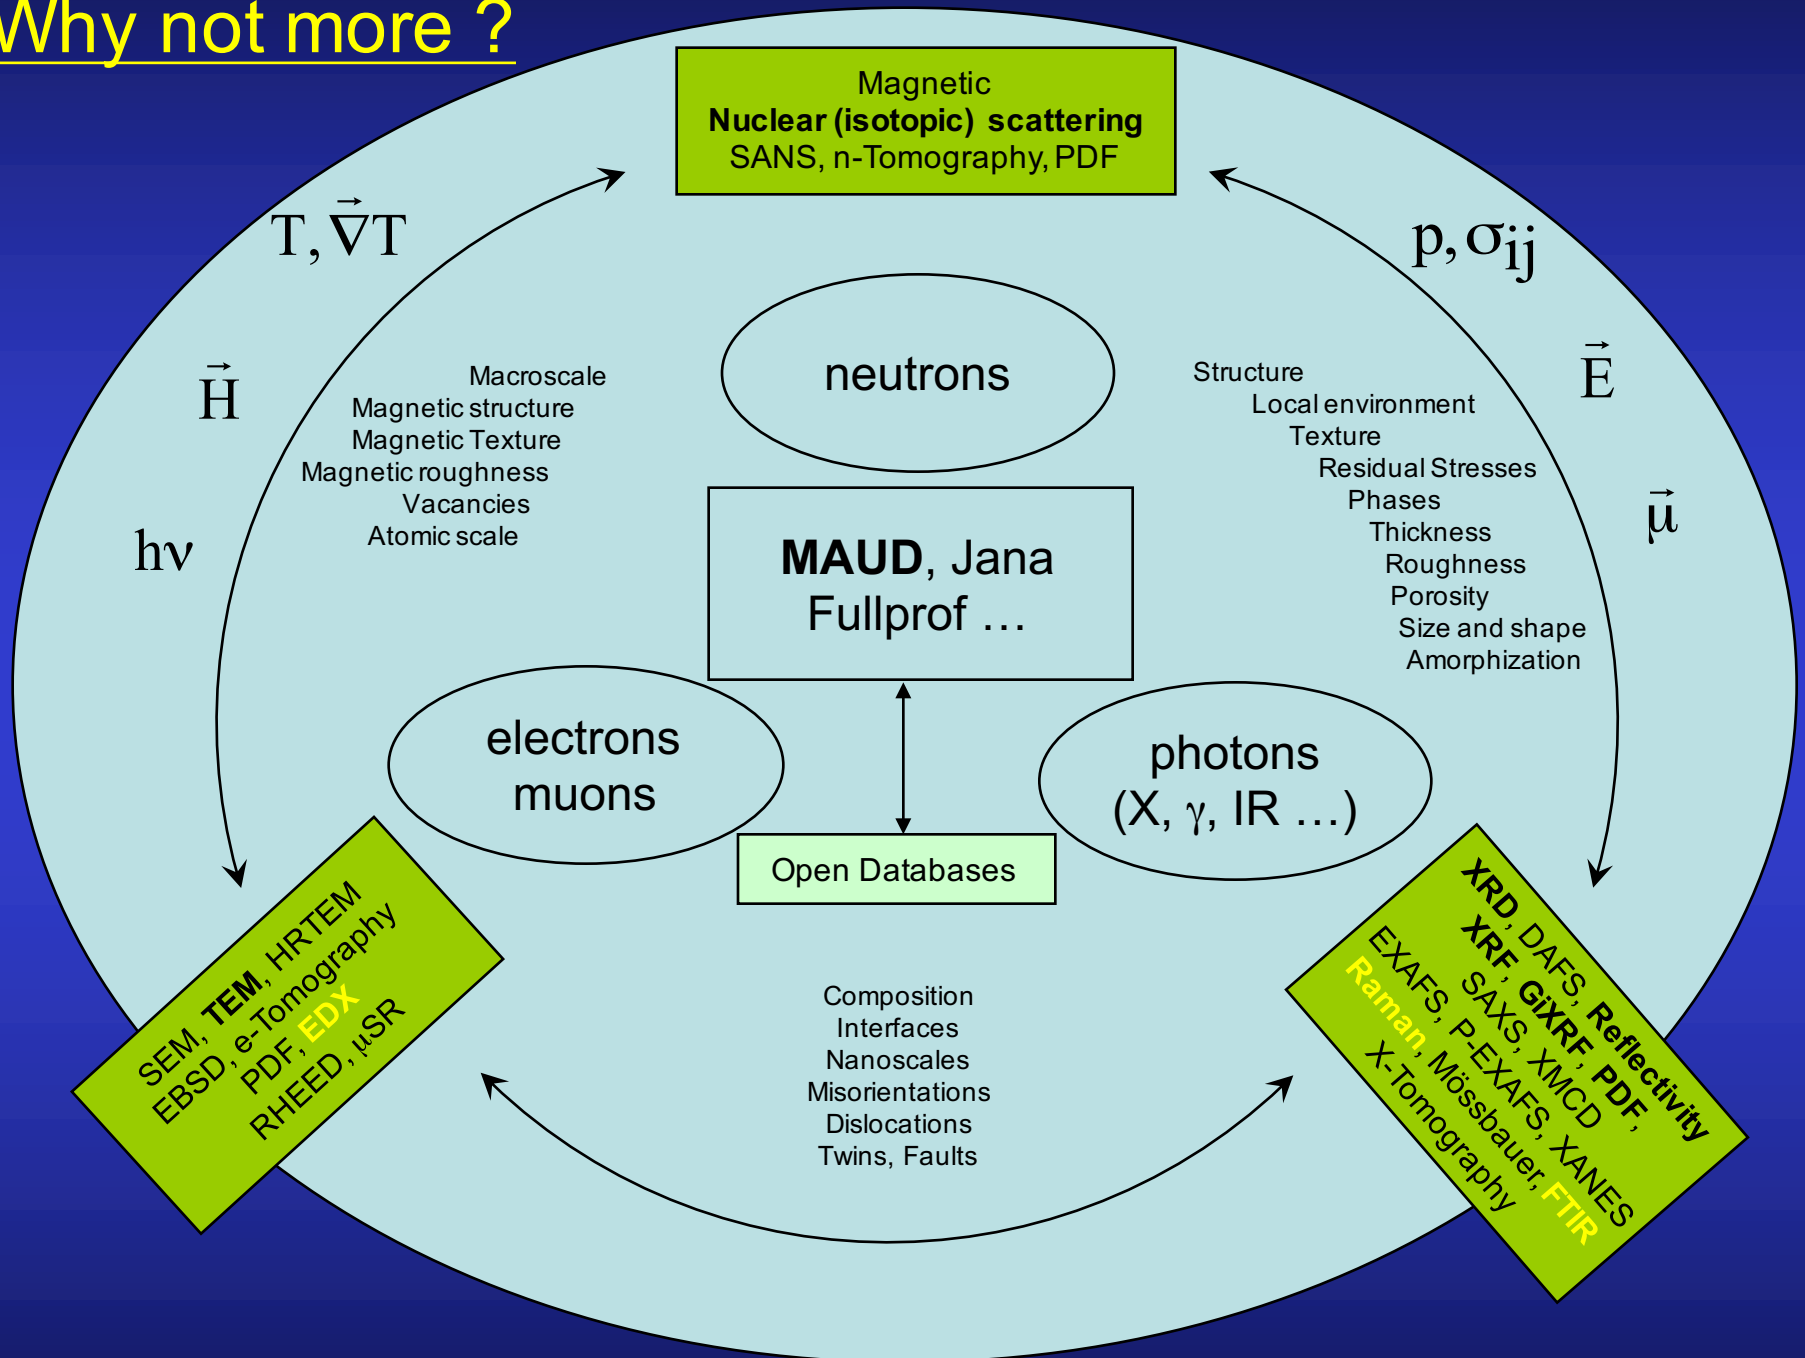 Why not more ?
Magnetic
Nuclear (isotopic) scattering
SANS, n-Tomography, PDF
T, ∇⃗T
p, σij
H⃗
E⃗
hν
μ⃗
Macroscale
Magnetic structure
Magnetic Texture
Magnetic roughness
Vacancies
Atomic scale
neutrons
Structure
Local environment
Texture
Residual Stresses
Phases
Thickness
Roughness
Porosity
Size and shape
Amorphization
MAUD, Jana
Fullprof …
electrons
muons
photons
(X, γ, IR …)
Open Databases
SEM, TEM, HRTEM
EBSD, e-Tomography
PDF, EDX
RHEED, μSR
Composition
Interfaces
Nanoscales
Misorientations
Dislocations
Twins, Faults
XRD, DAFS, Reflectivity
XRF, GiXRF, PDF,
SAXS, XMCD
EXAFS, P-EXAFS, XANES
Raman, Mössbauer, FTIR
X-Tomography